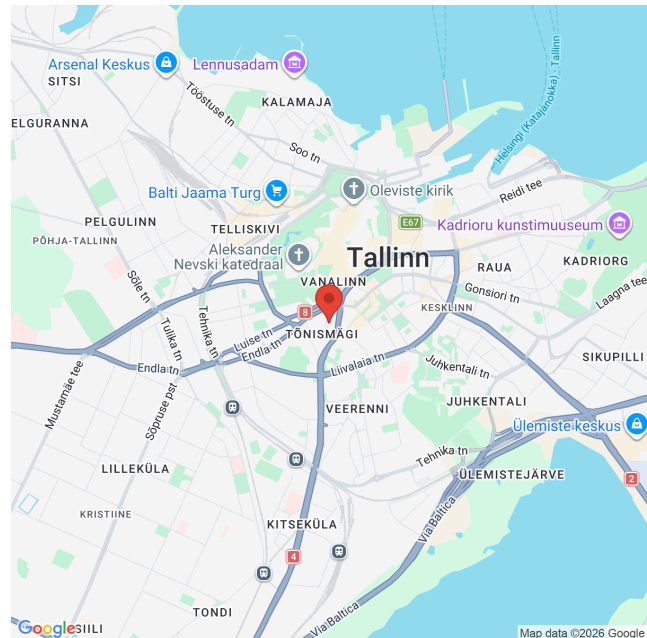 Arsenal Keskus
Lennusadam
SITSI
Tööstuse tn
KALAMAJA
ELGURANNA
Soo tn
Helsingi (Katajanokka) - Tallinn
Balti Jaama Turg
Oleviste kirik
Reidi tee
PELGULINN
TELLISKIVI
E67
Kadrioru kunstimuuseum
PÕHJA-TALLINN
Aleksander
Nevski katedraal
Tallinn
RAUA
KADRIORG
Sõle tn
VANALINN
Gonsiori tn
Laagna tee
Tulika tn
Tehnika tn
8
KESKLINN
Luise tn
TÕNISMÄGI
Endla tn
Endla tn
Liivalaia tn
Juhkentali tn
SIKUPILLI
Mustamäe tee
Sõpruse pst
VEERENNI
JUHKENTALI
Ülemiste keskus
Tehnika tn
LILLEKÜLA
ÜLEMISTEJÄRVE
2
KRISTIINE
KITSEKÜLA
Via Baltica
4
Via Baltica
TONDI
Google
SIILI
Map data ©2026 Google